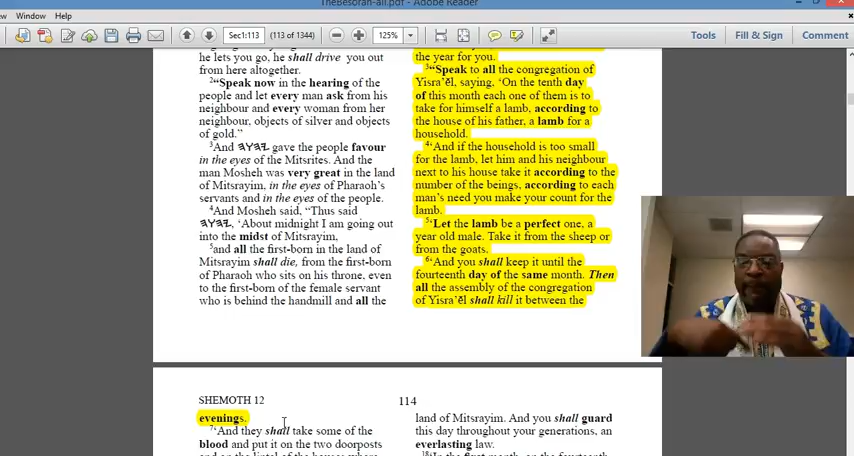 TheBesorah-all.pdf - Adobe Reader
Window Help
Sec1:113 (113 of 1344) 125% Tools Fill & Sign Comment
he lets you go, he shall drive you out
from here altogether.
2“Speak now in the hearing of the
people and let every man ask from his
neighbour and every woman from her
neighbour, objects of silver and objects
of gold.”
3And 𐤉𐤄𐤅𐤄 gave the people favour
in the eyes of the Mitsrites. And the
man Mosheh was very great in the land
of Mitsrayim, in the eyes of Pharaoh’s
servants and in the eyes of the people.
4And Mosheh said, “Thus said
𐤉𐤄𐤅𐤄, ‘About midnight I am going out
into the midst of Mitsrayim,
5and all the first-born in the land of
Mitsrayim shall die, from the first-born
of Pharaoh who sits on his throne, even
to the first-born of the female servant
who is behind the handmill and all the
the year for you.
3“Speak to all the congregation of
Yisra’ĕl, saying, ‘On the tenth day
of this month each one of them is to
take for himself a lamb, according to
the house of his father, a lamb for a
household.
4‘And if the household is too small
for the lamb, let him and his neighbour
next to his house take it according to the
number of the beings, according to each
man’s need you make your count for the
lamb.
5‘Let the lamb be a perfect one, a
year old male. Take it from the sheep or
from the goats.
6‘And you shall keep it until the
fourteenth day of the same month. Then
all the assembly of the congregation
of Yisra’ĕl shall kill it between the
SHEMOTH 12 114
evenings.
7‘And they shall take some of the
blood and put it on the two doorposts
land of Mitsrayim. And you shall guard
this day throughout your generations, an
everlasting law.